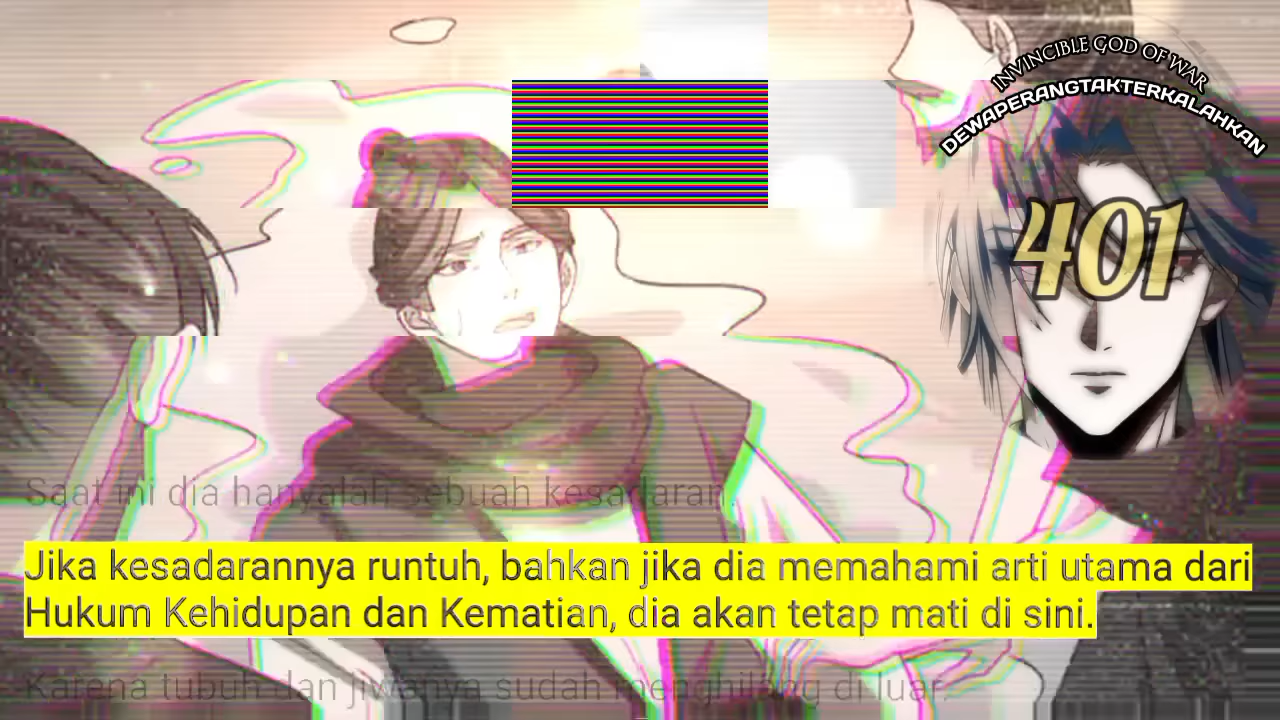 INVINCIBLE GOD OF WAR
DEWAPERANGTAKTERKALAHKAN
401
Saat ini dia hanyalah sebuah kesadaran.
Jika kesadarannya runtuh, bahkan jika dia memahami arti utama dari
Hukum Kehidupan dan Kematian, dia akan tetap mati di sini.
Karena tubuh dan jiwanya sudah menghilang di luar.